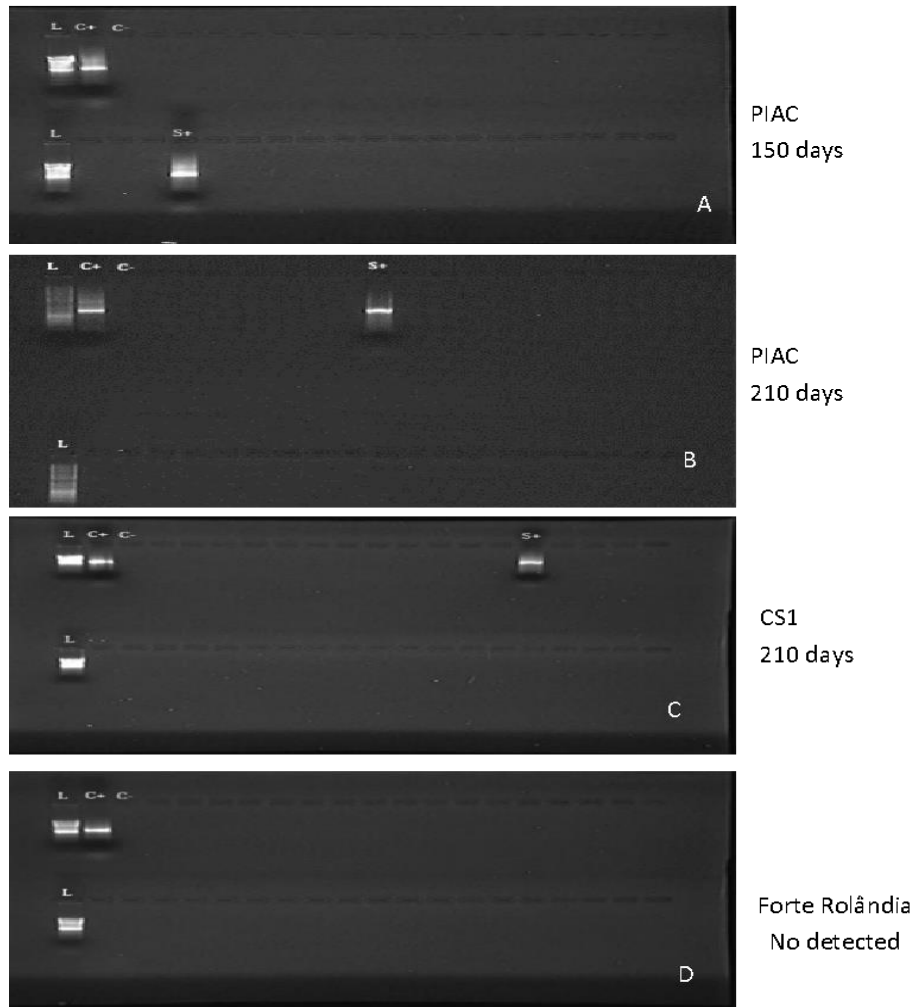 L C+ C-
L S+
A
PIAC
150 days
L C+ C- S+
L
B
PIAC
210 days
L C+ C- S+
L
C
CS1
210 days
L C+ C-
L
D
Forte Rolândia
No detected